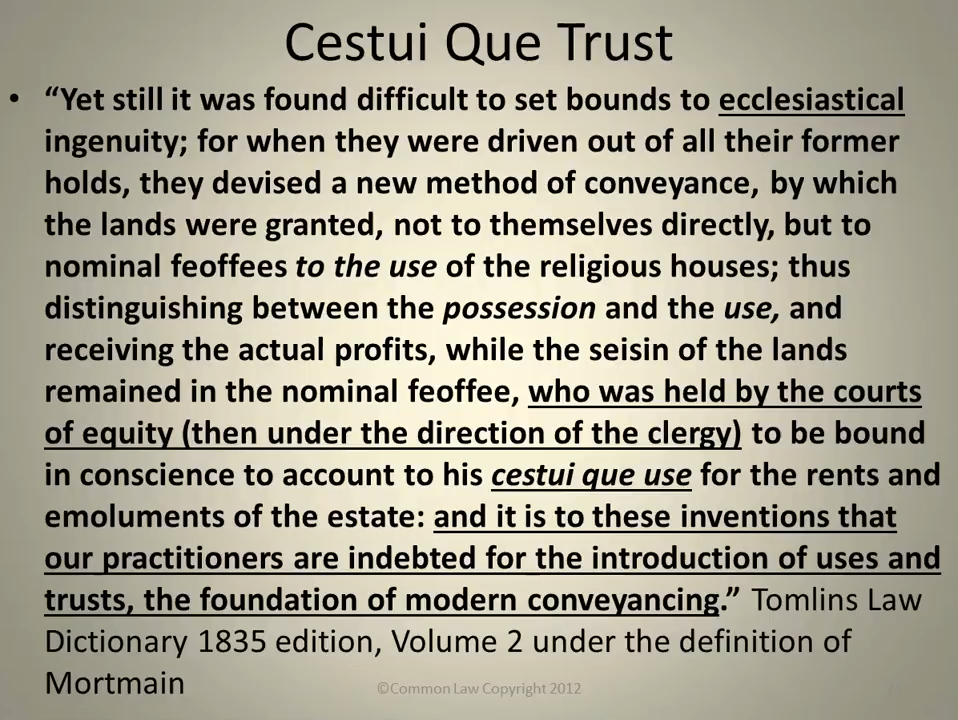 Cestui Que Trust
• “Yet still it was found difficult to set bounds to ecclesiastical
ingenuity; for when they were driven out of all their former
holds, they devised a new method of conveyance, by which
the lands were granted, not to themselves directly, but to
nominal feoffees to the use of the religious houses; thus
distinguishing between the possession and the use, and
receiving the actual profits, while the seisin of the lands
remained in the nominal feoffee, who was held by the courts
of equity (then under the direction of the clergy) to be bound
in conscience to account to his cestui que use for the rents and
emoluments of the estate: and it is to these inventions that
our practitioners are indebted for the introduction of uses and
trusts, the foundation of modern conveyancing.” Tomlins Law
Dictionary 1835 edition, Volume 2 under the definition of
Mortmain
©Common Law Copyright 2012